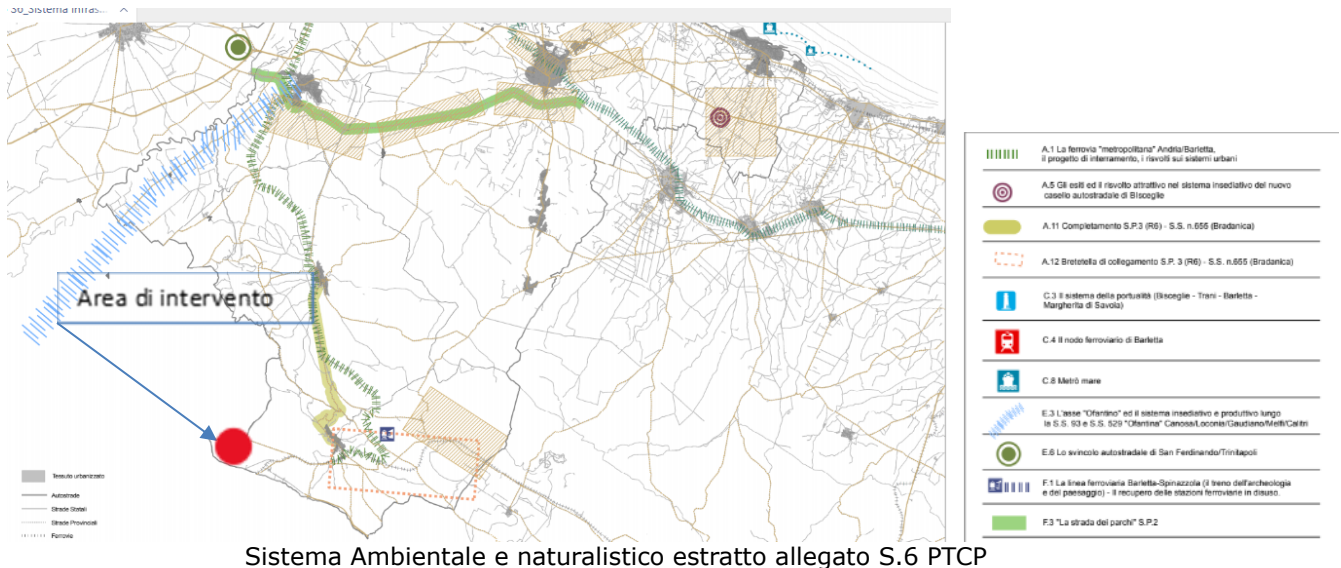 S6_Sistema Infras...
Area di intervento
Tessuto urbanizzato
Autostrade
Strade Statali
Strade Provinciali
Ferrovie
A.1 La ferrovia "metropolitana" Andria/Barletta,
il progetto di interramento, i risvolti sui sistemi urbani
A.5 Gli esiti ed il risvolto attrattivo nel sistema insediativo del nuovo
casello autostradale di Bisceglie
A.11 Completamento S.P.3 (R6) - S.S. n.655 (Bradanica)
A.12 Bretetella di collegamento S.P. 3 (R6) - S.S. n.655 (Bradanica)
C.3 Il sistema della portualità (Bisceglie - Trani - Barletta -
Margherita di Savoia)
C.4 Il nodo ferroviario di Barletta
C.8 Metrò mare
E.3 L'asse "Ofantino" ed il sistema insediativo e produttivo lungo
la S.S. 93 e S.S. 529 "Ofantina" Canosa/Loconia/Gaudiano/Melfi/Calitri
E.6 Lo svincolo autostradale di San Ferdinando/Trinitapoli
F.1 La linea ferroviaria Barletta-Spinazzola (il treno dell'archeologia
e del paesaggio) - Il recupero delle stazioni ferroviarie in disuso.
F.3 "La strada dei parchi" S.P.2
Sistema Ambientale e naturalistico estratto allegato S.6 PTCP